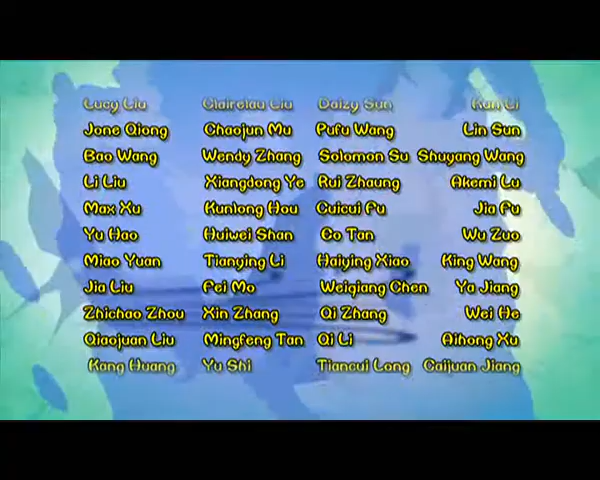 Lucy Liu Clairelau Liu Daizy Sun Kun Li
Jone Qiong Chaojun Mu Pufu Wang Lin Sun
Bao Wang Wendy Zhang Solomon Su Shuyang Wang
Li Liu Xiangdong Ye Rui Zhaung Akemi Lu
Max Xu Kunlong Hou Cuicui Fu Jia Fu
Yu Hao Huiwei Shan Bo Tan Wu Zuo
Miao Yuan Tianying Li Haiying Xiao King Wang
Jia Liu Fei Mo Weiqiang Chen Ya Jiang
Zhichao Zhou Xin Zhang Qi Zhang Wei He
Qiaojuan Liu Mingfeng Tan Qi Li Aihong Xu
Kang Huang Yu Shi Tiancui Long Caijuan Jiang